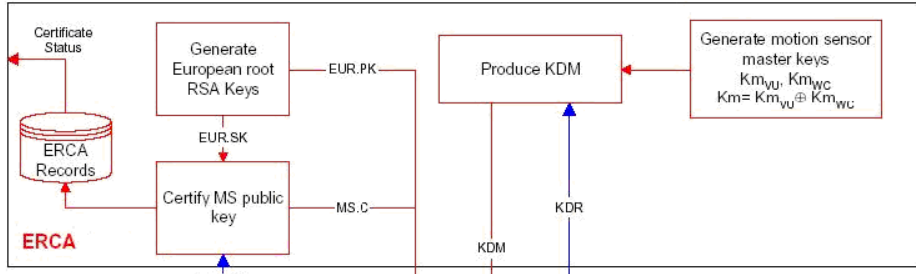 Certificate
Status
Generate
European root
RSA Keys
EUR.PK
Produce KDM
Generate motion sensor
master keys
Km_VU, Km_WC
Km= Km_VU⊕ Km_WC
EUR.SK
ERCA
Records
Certify MS public
key
MS.C
KDR
ERCA
KDM